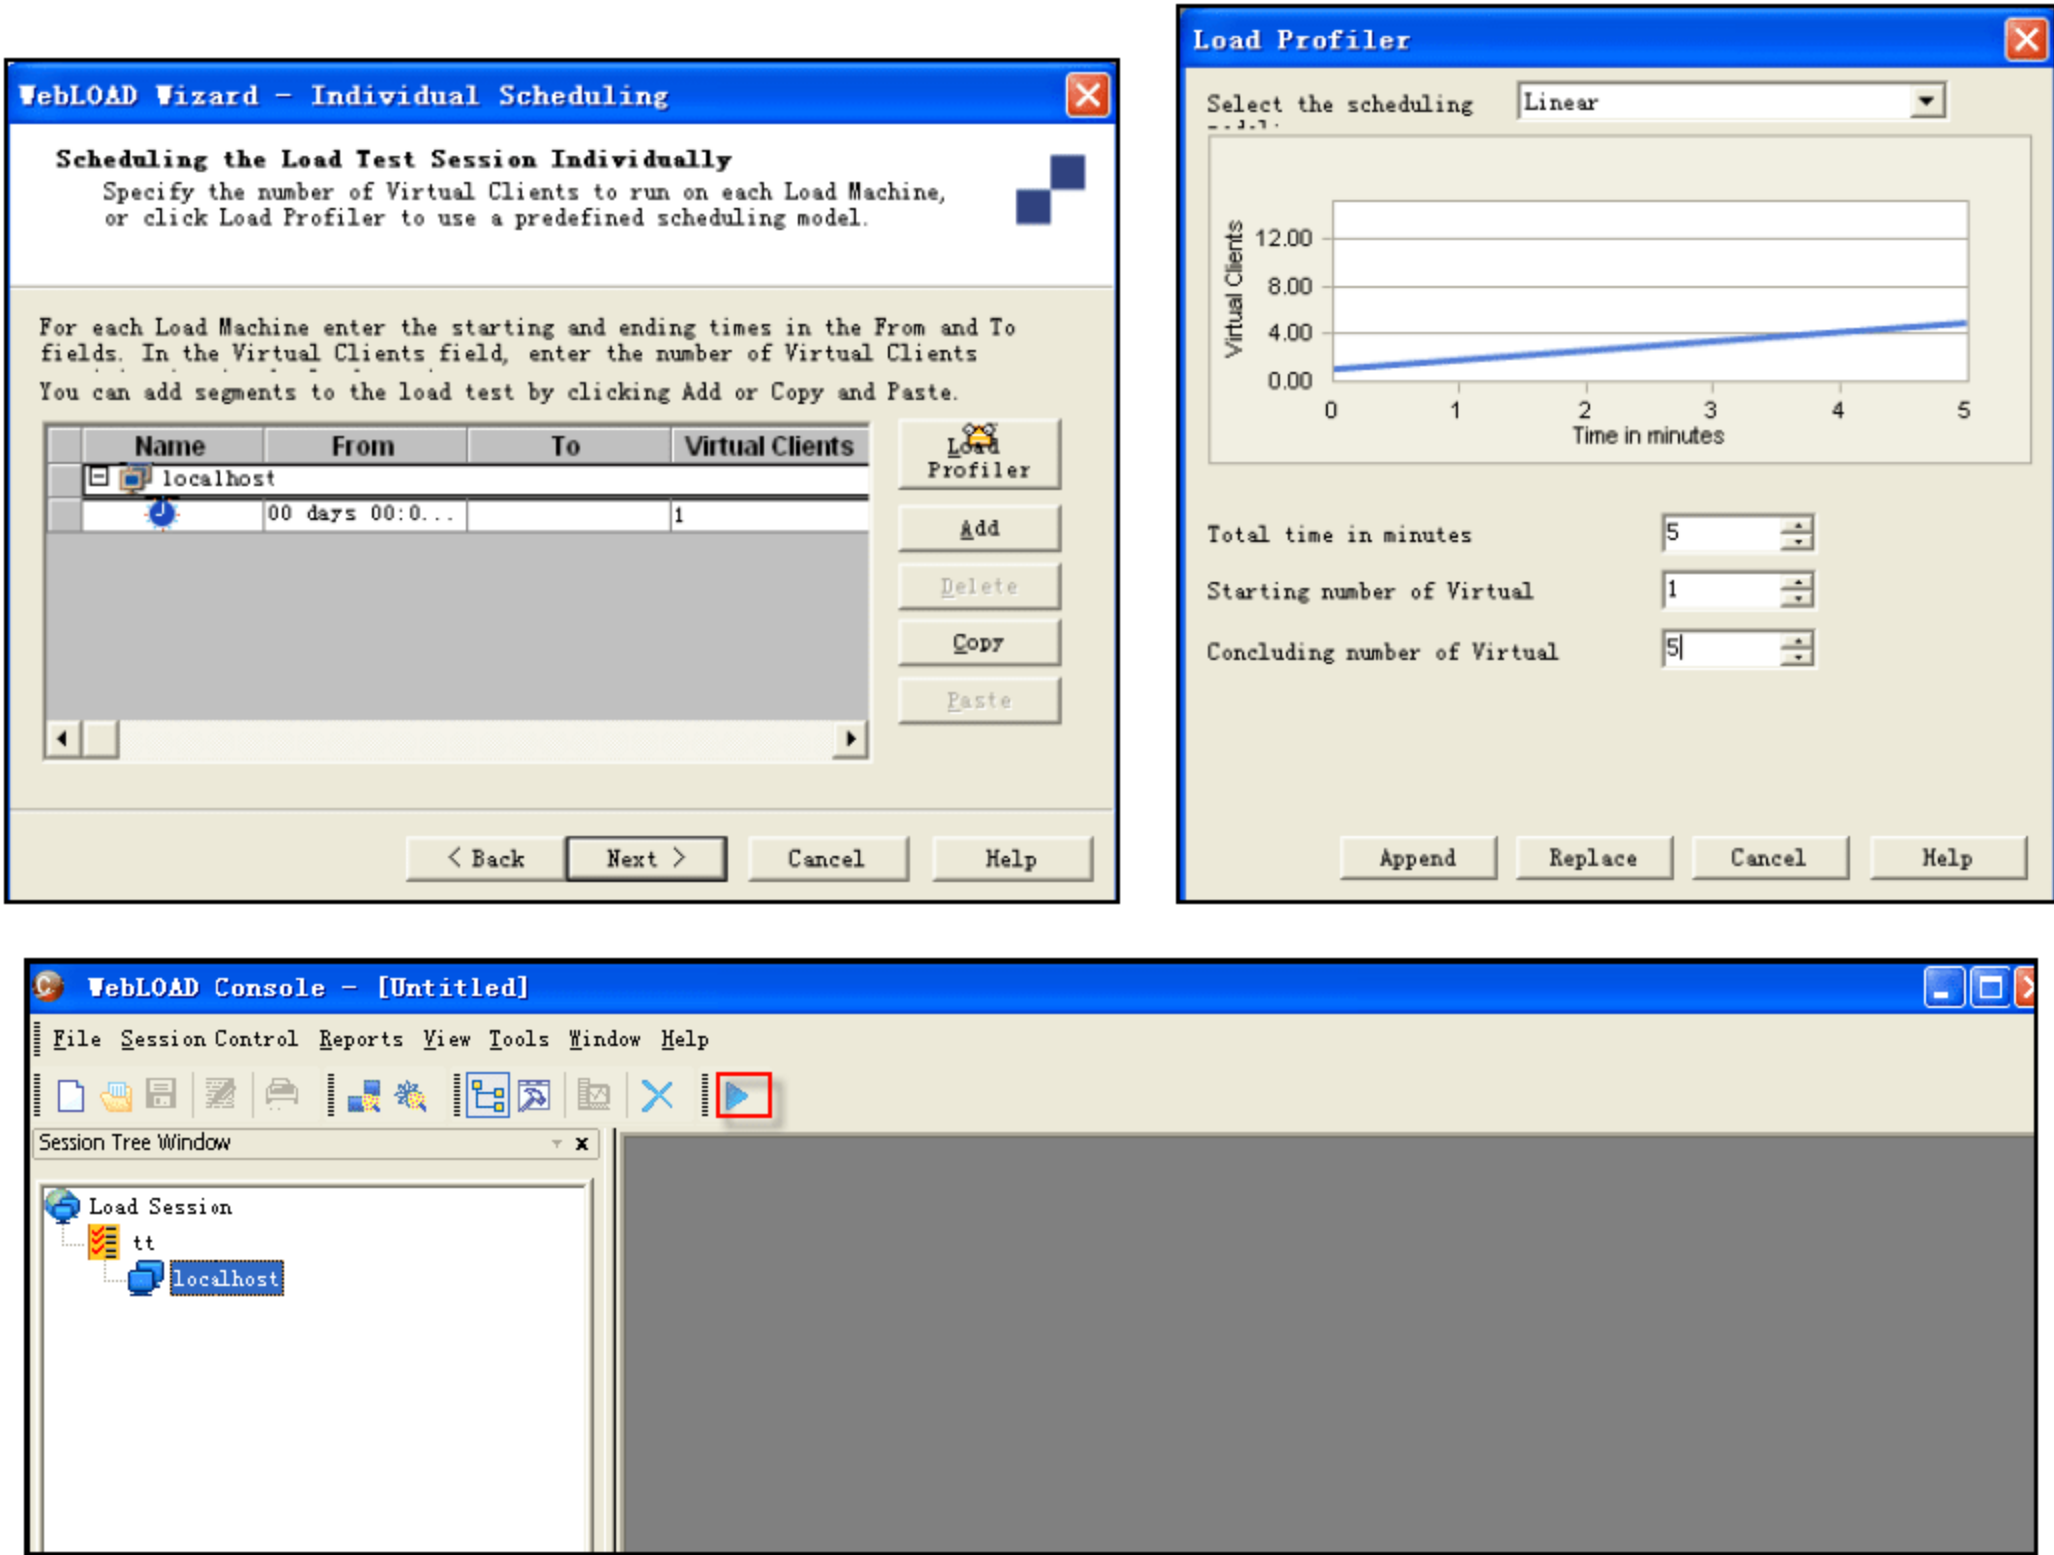 WebLOAD Wizard - Individual Scheduling
Scheduling the Load Test Session Individually
Specify the number of Virtual Clients to run on each Load Machine,
or click Load Profiler to use a predefined scheduling model.
For each Load Machine enter the starting and ending times in the From and To
fields. In the Virtual Clients field, enter the number of Virtual Clients
You can add segments to the load test by clicking Add or Copy and Paste.
Name From To Virtual Clients
localhost
00 days 00:0... 1
Load
Profiler
Add
Delete
Copy
Paste
< Back Next > Cancel Help
Load Profiler
Select the scheduling Linear
Virtual Clients
12.00
8.00
4.00
0.00
0 1 2 3 4 5
Time in minutes
Total time in minutes 5
Starting number of Virtual 1
Concluding number of Virtual 5
Append Replace Cancel Help
WebLOAD Console - [Untitled]
File Session Control Reports View Tools Window Help
Session Tree Window
Load Session
tt
localhost